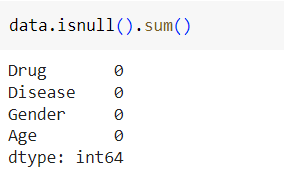 data.isnull().sum()
Drug 0
Disease 0
Gender 0
Age 0
dtype: int64